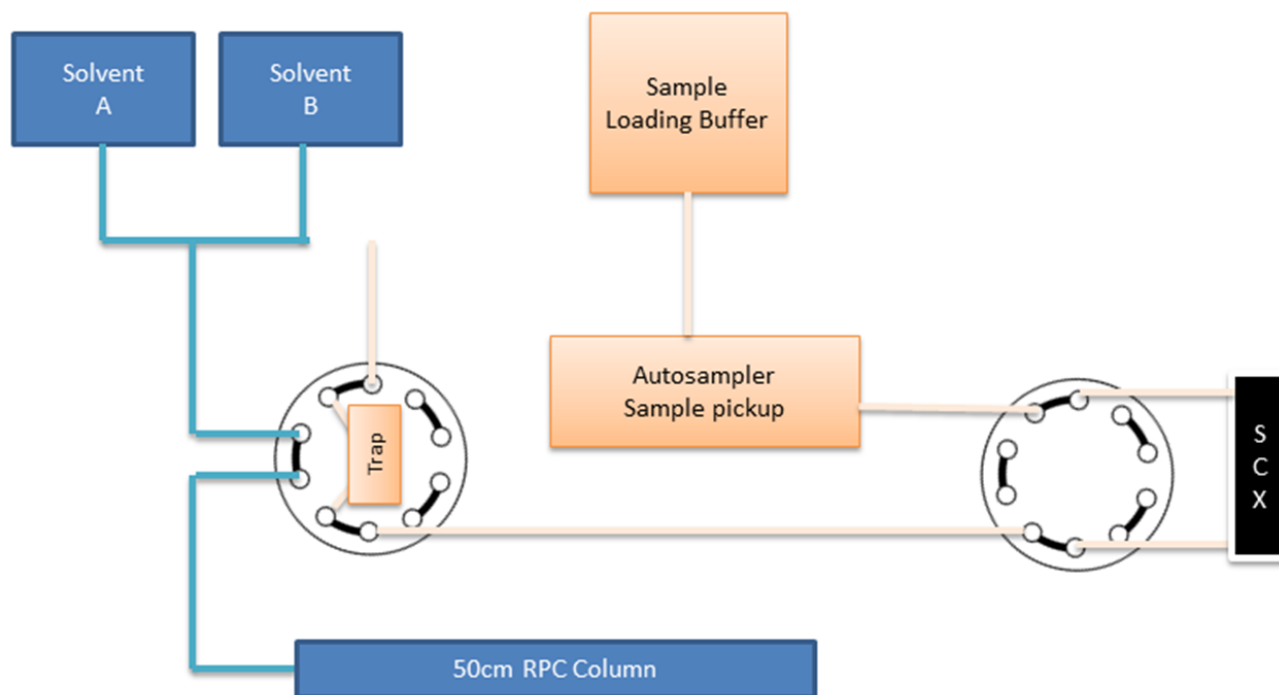 Solvent
A
Solvent
B
Sample
Loading Buffer
Autosampler
Sample pickup
Trap
S
C
X
50cm RPC Column